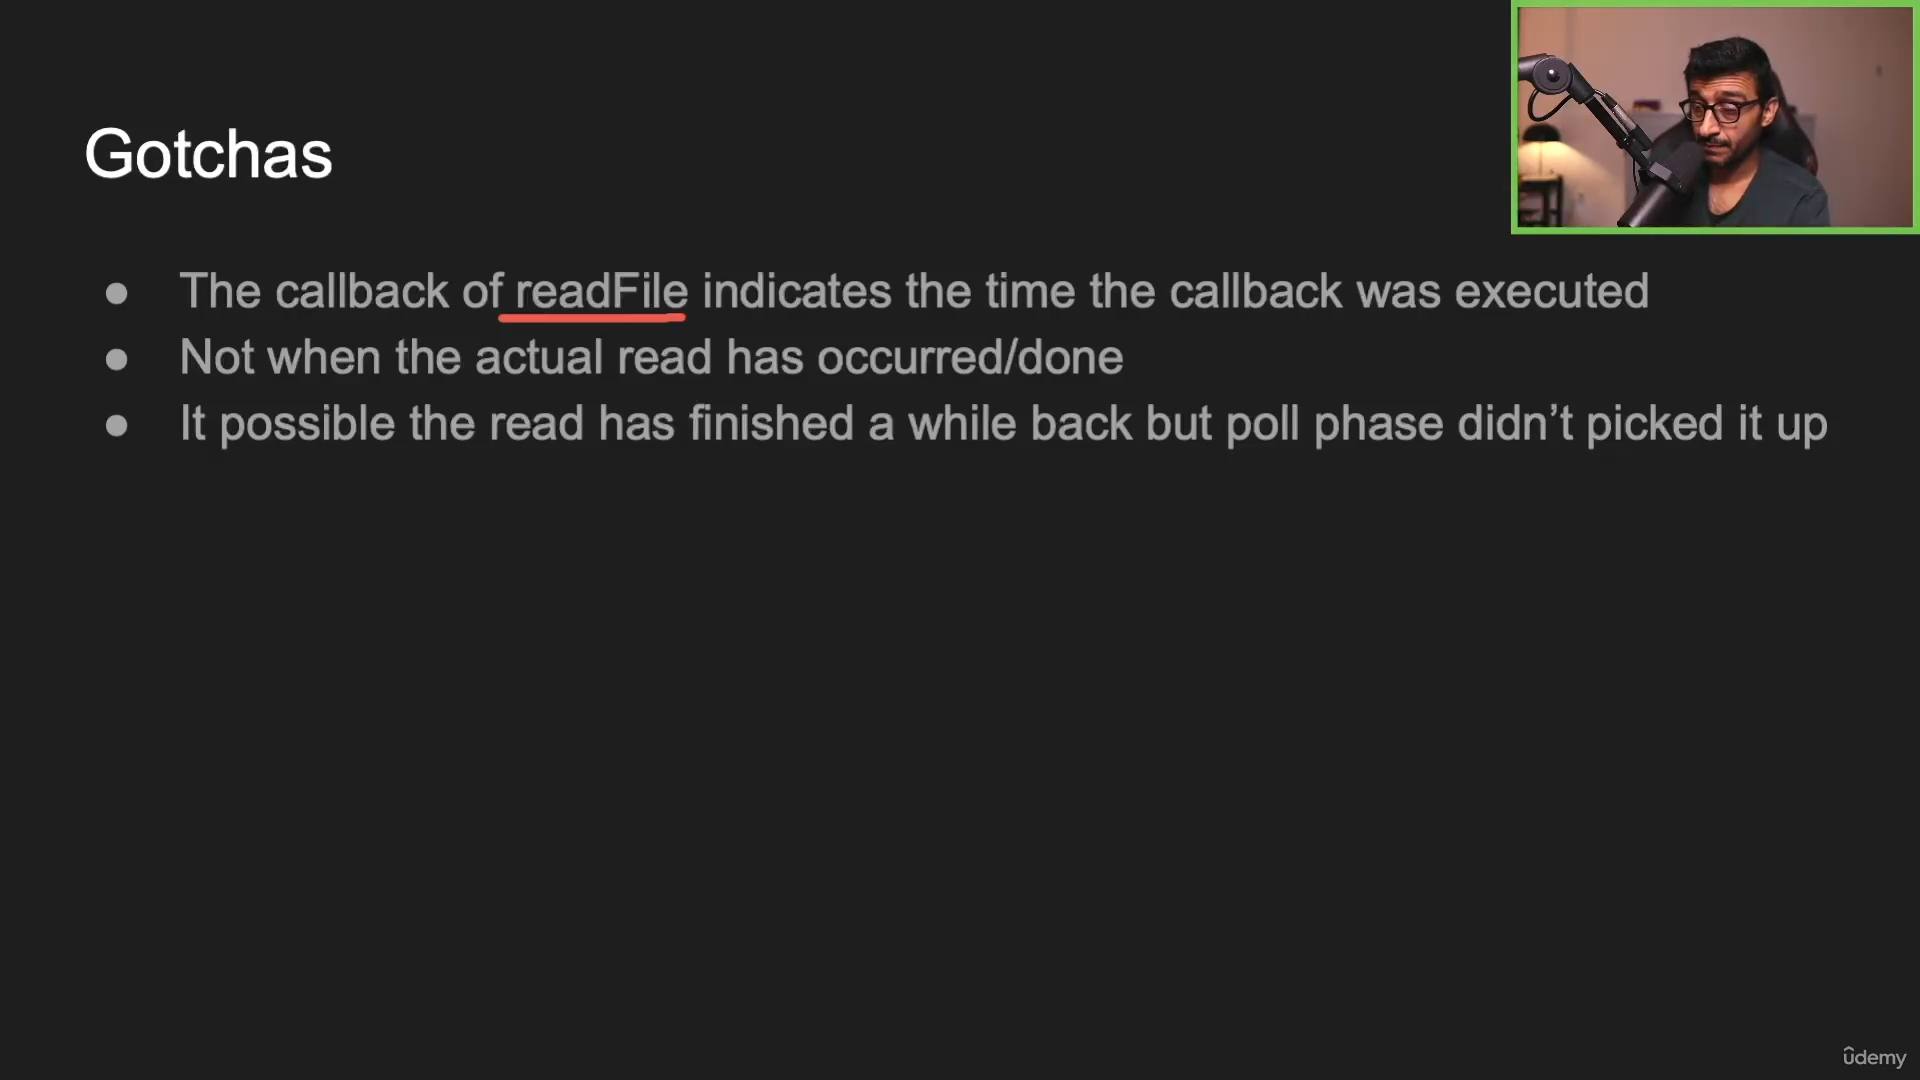 Gotchas
● The callback of readFile indicates the time the callback was executed
● Not when the actual read has occurred/done
● It possible the read has finished a while back but poll phase didn’t picked it up
ûdemy